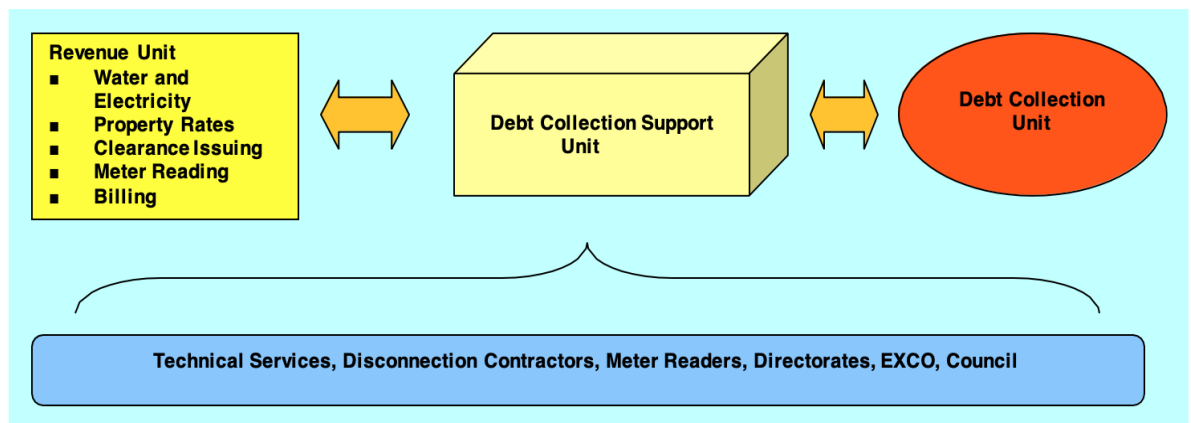 Revenue Unit
▪ Water and
Electricity
▪ Property Rates
▪ Clearance Issuing
▪ Meter Reading
▪ Billing
Debt Collection Support
Unit
Debt Collection
Unit
Technical Services, Disconnection Contractors, Meter Readers, Directorates, EXCO, Council